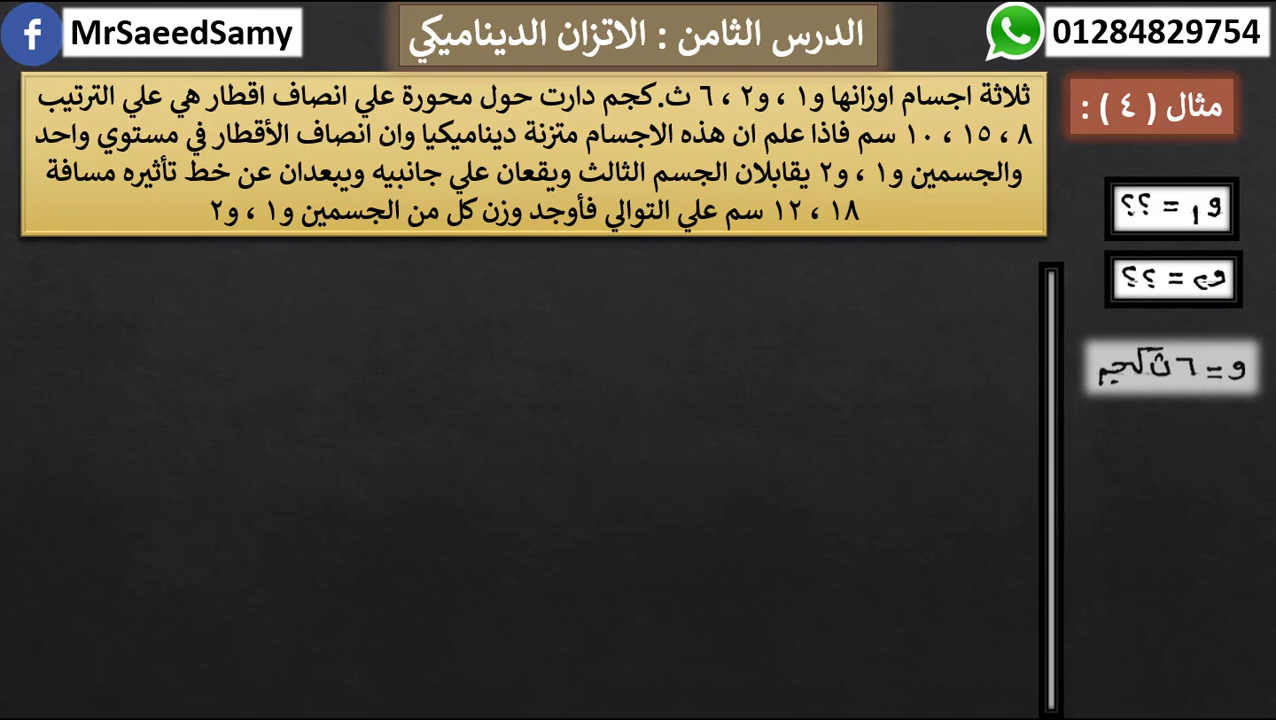 MrSaeedSamy
الدرس الثامن : الاتزان الديناميكي
01284829754
مثال ( ٤ ) :
ثلاثة اجسام اوزانها و١ ، و٢ ، ٦ ث.كجم دارت حول محورة علي انصاف اقطار هي علي الترتيب
٨ ، ١٥ ، ١٠ سم فاذا علم ان هذه الاجسام متزنة ديناميكيا وان انصاف الأقطار في مستوي واحد
والجسمين و١ ، و٢ يقابلان الجسم الثالث ويقعان علي جانبيه ويبعدان عن خط تأثيره مسافة
١٨ ، ١٢ سم علي التوالي فأوجد وزن كل من الجسمين و١ ، و٢
و١ = ؟؟
و٢ = ؟؟
و = ٦ ث كجم